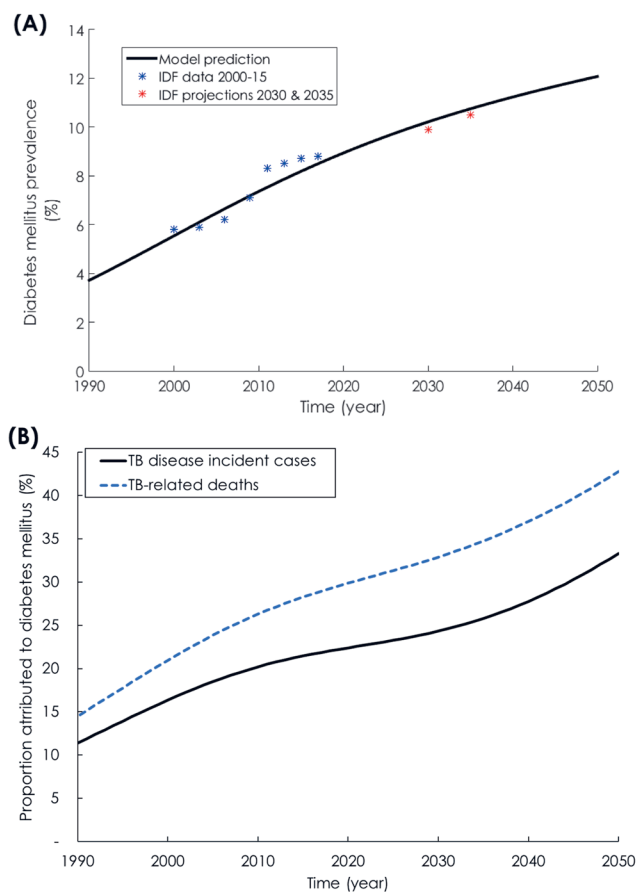 (A)
14
12
10
8
6
4
2
0
Diabetes mellitus prevalence
(%)
Model prediction
IDF data 2000-15
IDF projections 2030 & 2035
1990 2000 2010 2020 2030 2040 2050
Time (year)
(B)
45
40
35
30
25
20
15
10
5
-
Proportion atrributed to diabetes mellitus (%)
TB disease incident cases
TB-related deaths
1990 2000 2010 2020 2030 2040 2050
Time (year)